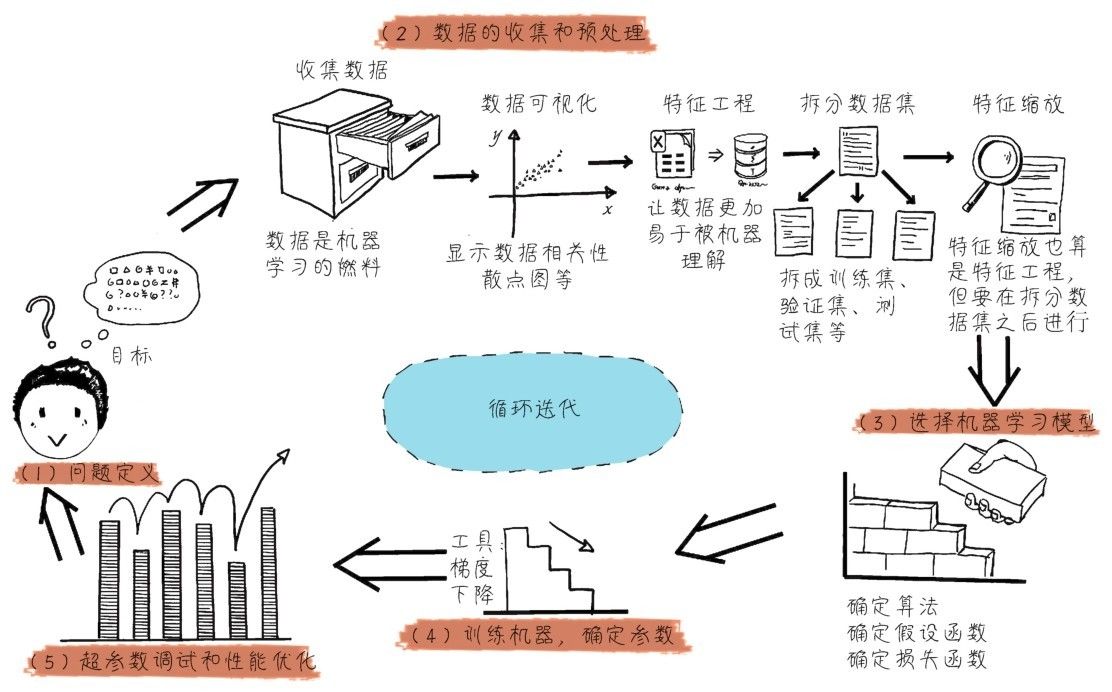 (2)数据的收集和预处理
收集数据
数据是机器
学习的燃料
数据可视化
y
x
显示数据相关性
散点图等
特征工程
X
让数据更加
易于被机器
理解
拆分数据集
拆成训练集、
验证集、测
试集等
特征缩放
特征缩放也算
是特征工程，
但要在拆分数
据集之后进行
(3)选择机器学习模型
确定算法
确定假设函数
确定损失函数
工具：
梯度
下降
(4)训练机器，确定参数
(5)超参数调试和性能优化
?
目标
(1)问题定义
循环迭代